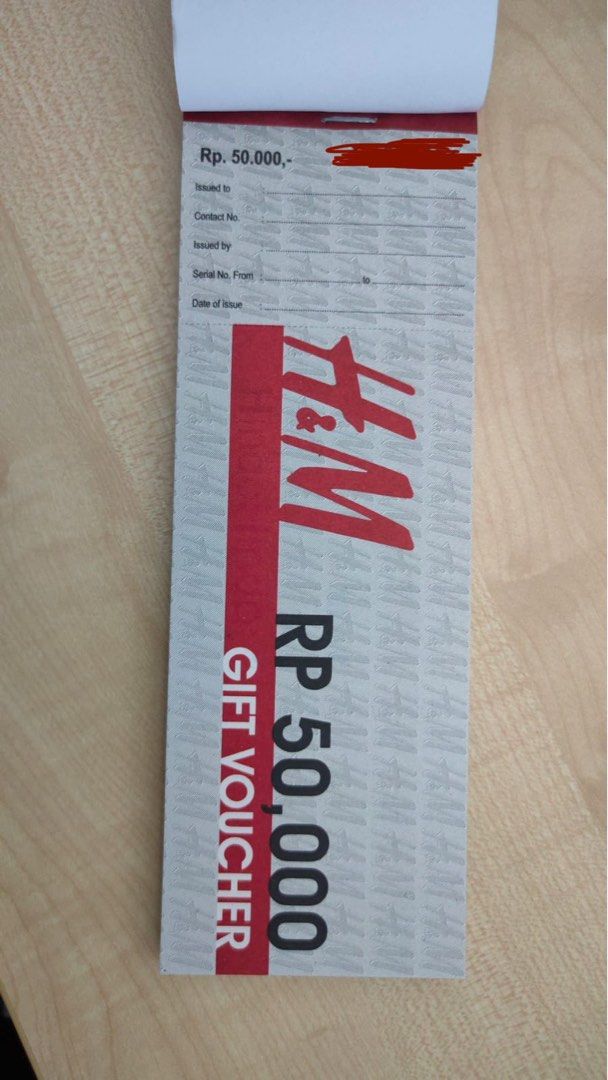 Rp. 50.000,-
Issued to :
Contact No. :
Issued by :
Serial No. From : to
Date of issue :
H&M
RP 50,000
GIFT VOUCHER